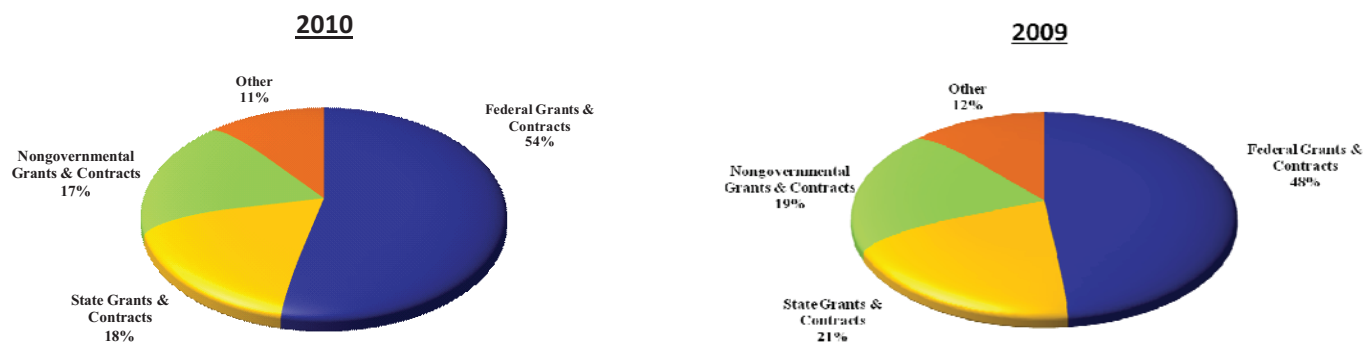 2010
Other
11%
Federal Grants &
Contracts
54%
Nongovernmental
Grants & Contracts
17%
State Grants &
Contracts
18%
2009
Other
12%
Federal Grants &
Contracts
48%
Nongovernmental
Grants & Contracts
19%
State Grants &
Contracts
21%